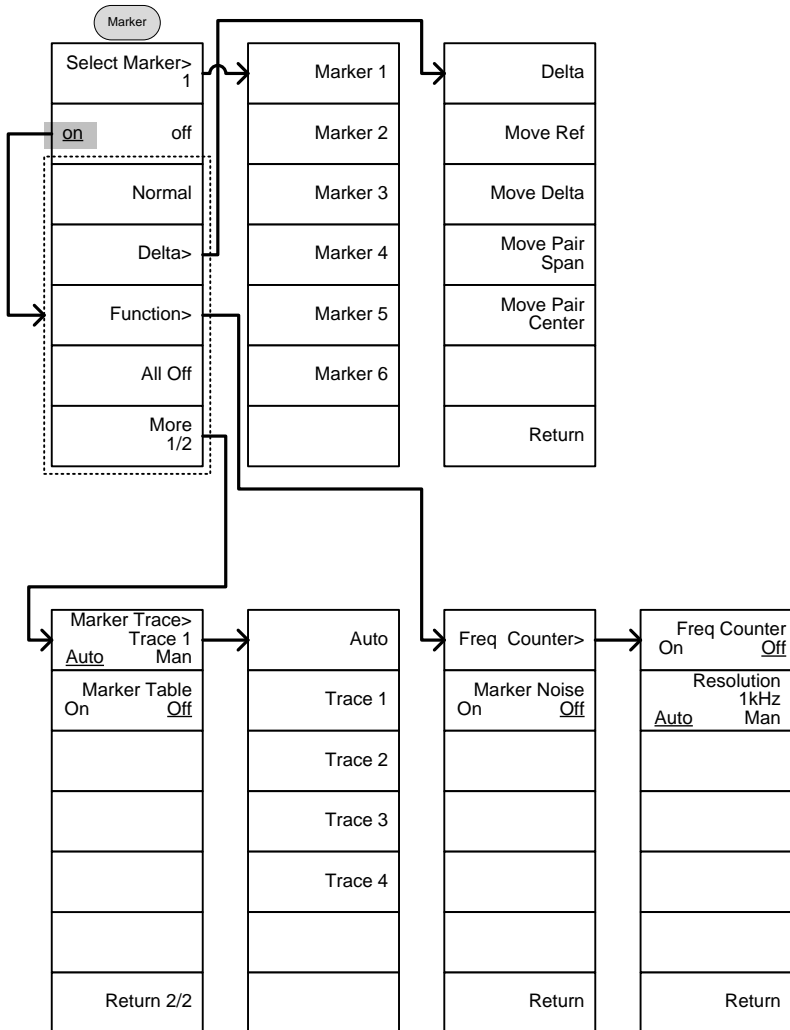 Marker
Select Marker>
1
on off
Normal
Delta>
Function>
All Off
More
1/2
Marker 1
Marker 2
Marker 3
Marker 4
Marker 5
Marker 6
Delta
Move Ref
Move Delta
Move Pair
Span
Move Pair
Center
Return
Marker Trace>
Trace 1
Auto Man
Marker Table
On Off
Return 2/2
Auto
Trace 1
Trace 2
Trace 3
Trace 4
Freq Counter>
Marker Noise
On Off
Return
Freq Counter
On Off
Resolution
1kHz
Auto Man
Return